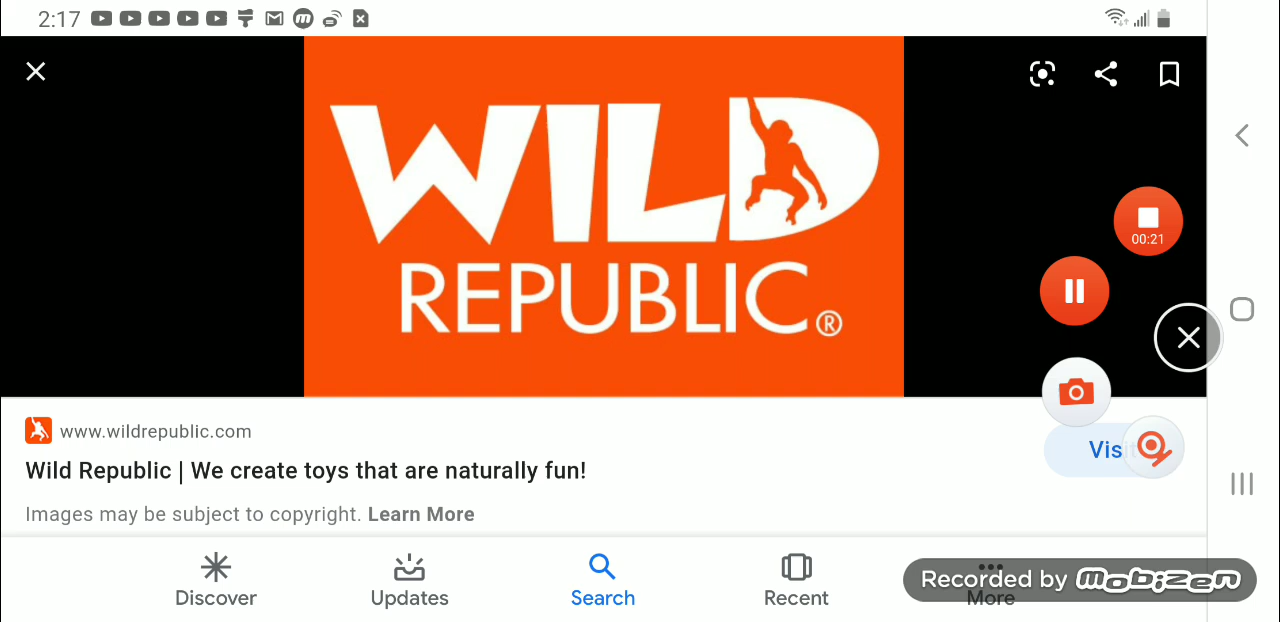 2:17
WILD
REPUBLIC®
00:21
www.wildrepublic.com
Wild Republic | We create toys that are naturally fun!
Visit
Images may be subject to copyright. Learn More
Discover
Updates
Search
Recent
More
Recorded by mobizen